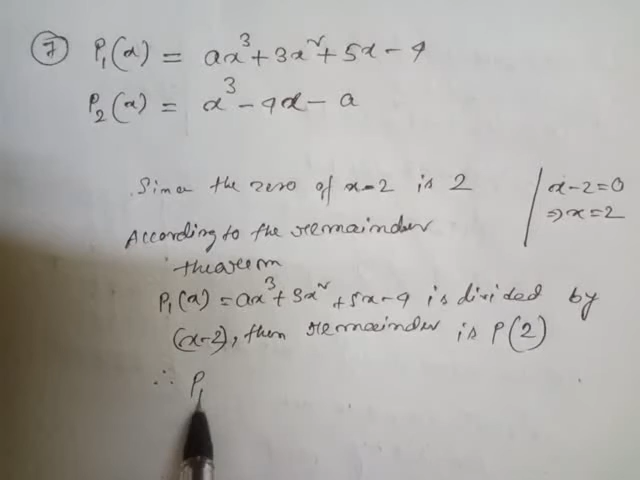 ⑦ P₁(x) = ax³ + 3x² + 5x - 4
P₂(x) = x³ - 4x - a
Since the zero of x-2 is 2
x-2=0
⇒ x=2
According to the remainder
theorem
P₁(x) = ax³ + 3x² + 5x - 4 is divided by
(x-2), then remainder is P(2)
∴ P₁